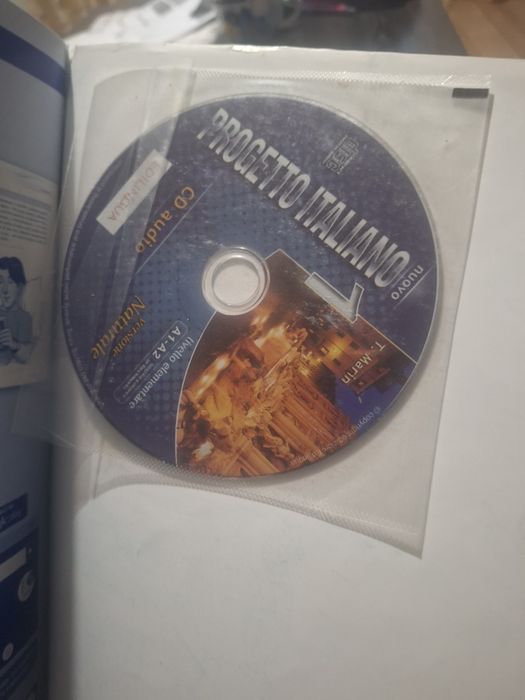 nuovo
PROGETTO ITALIANO
1
T. Marin
EDILINGUA
CD audio
versione
Naturale
livello elementare
A1-A2